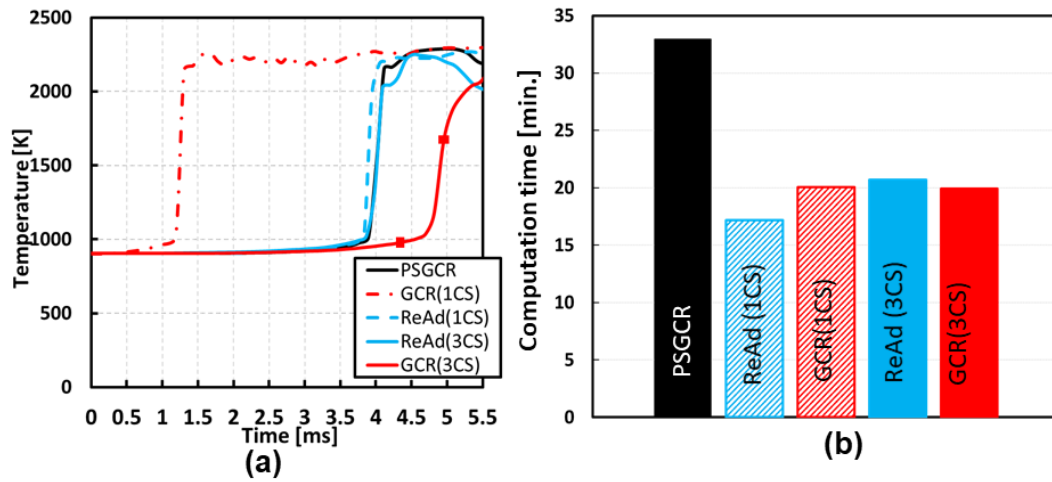 2500
2000
1500
1000
500
0
Temperature [K]
0 0.5 1 1.5 2 2.5 3 3.5 4 4.5 5 5.5
Time [ms]
PSGCR
GCR(1CS)
ReAd(1CS)
ReAd(3CS)
GCR(3CS)
(a)
35
30
25
20
15
10
5
0
Computation time [min.]
PSGCR
ReAd (1CS)
GCR(1CS)
ReAd (3CS)
GCR(3CS)
(b)